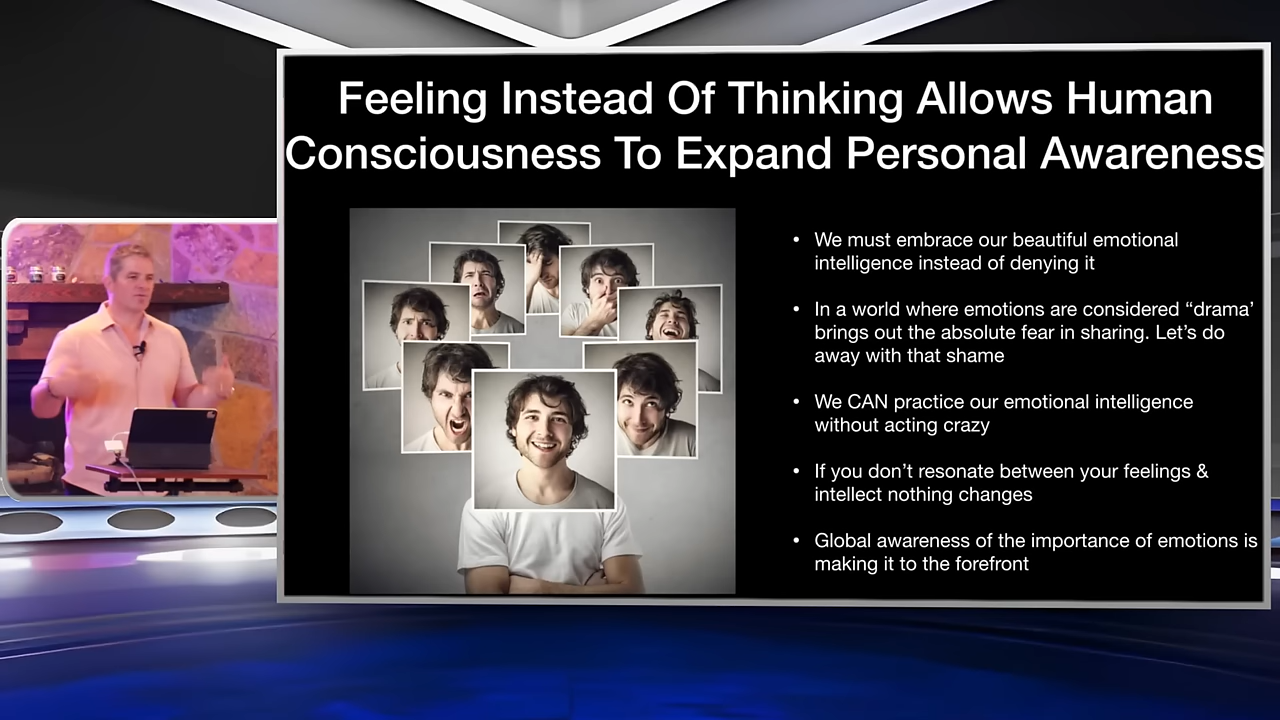 Feeling Instead Of Thinking Allows Human
Consciousness To Expand Personal Awareness
• We must embrace our beautiful emotional
intelligence instead of denying it
• In a world where emotions are considered “drama’
brings out the absolute fear in sharing. Let’s do
away with that shame
• We CAN practice our emotional intelligence
without acting crazy
• If you don’t resonate between your feelings &
intellect nothing changes
• Global awareness of the importance of emotions is
making it to the forefront